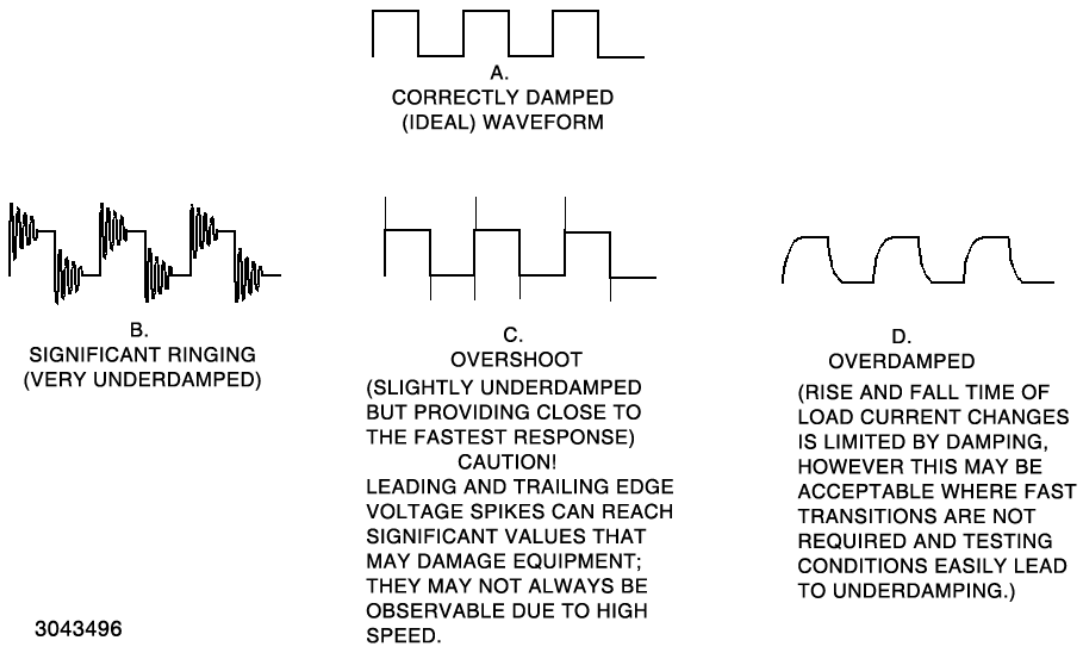 A.
CORRECTLY DAMPED
(IDEAL) WAVEFORM
B.
SIGNIFICANT RINGING
(VERY UNDERDAMPED)
C.
OVERSHOOT
(SLIGHTLY UNDERDAMPED
BUT PROVIDING CLOSE TO
THE FASTEST RESPONSE)
CAUTION!
LEADING AND TRAILING EDGE
VOLTAGE SPIKES CAN REACH
SIGNIFICANT VALUES THAT
MAY DAMAGE EQUIPMENT;
THEY MAY NOT ALWAYS BE
OBSERVABLE DUE TO HIGH
SPEED.
D.
OVERDAMPED
(RISE AND FALL TIME OF
LOAD CURRENT CHANGES
IS LIMITED BY DAMPING,
HOWEVER THIS MAY BE
ACCEPTABLE WHERE FAST
TRANSITIONS ARE NOT
REQUIRED AND TESTING
CONDITIONS EASILY LEAD
TO UNDERDAMPING.)
3043496